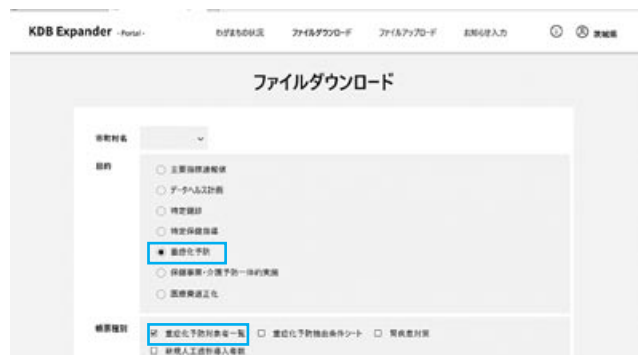 KDB Expander -Portal- わがまちの状況 ファイルダウンロード ファイルアップロード お知らせ入力 茨城県
ファイルダウンロード
市町村名
目的
主要指標速報値
データヘルス計画
特定健診
特定保健指導
重症化予防
保健事業・介護予防一体的実施
医療費適正化
帳票種別 重症化予防対象者一覧 重症化予防抽出条件シート 腎疾患対策
新規人工透析導入者数